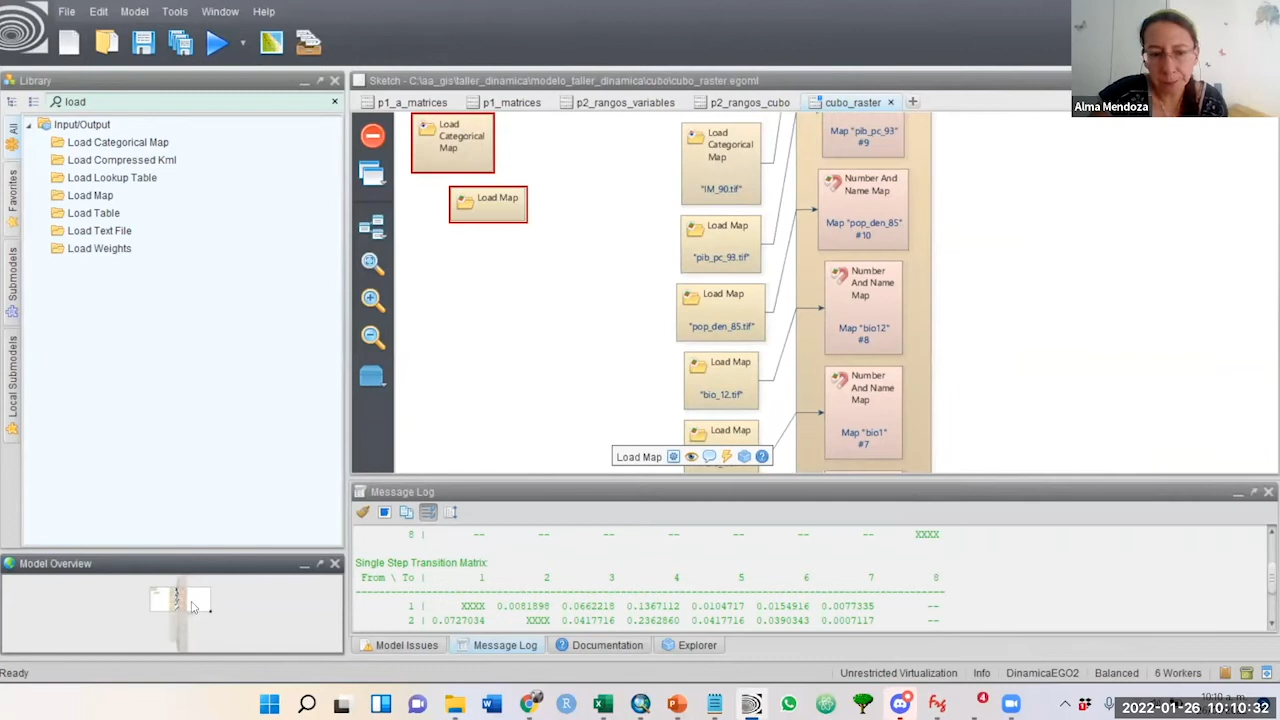 File Edit Model Tools Window Help
Library
load
All
Favorites
Submodels
Local Submodels
Input/Output
Load Categorical Map
Load Compressed Kml
Load Lookup Table
Load Map
Load Table
Load Text File
Load Weights
Model Overview
Sketch - C:\aa_gis\taller_dinamica\modelo_taller_dinamica\cubo\cubo_raster.egoml
p1_a_matrices p1_matrices p2_rangos_variables p2_rangos_cubo cubo_raster
Load
Categorical
Map
Load Map
Load
Categorical
Map
"IM_90.tif"
Load Map
"pib_pc_93.tif"
Load Map
"pop_den_85.tif"
Load Map
"bio_12.tif"
Load Map
Load Map
Map "pib_pc_93"
#9
Number And
Name Map
Map "pop_den_85"
#10
Number
And Name
Map
Map "bio12"
#8
Number
And Name
Map
Map "bio1"
#7
Message Log
8 | -- -- -- -- -- -- -- XXXX
Single Step Transition Matrix:
From \ To | 1 2 3 4 5 6 7 8
1 | XXXX 0.0081898 0.0662218 0.1367112 0.0104717 0.0154916 0.0077335 --
2 | 0.0727034 XXXX 0.0417716 0.2362860 0.0417716 0.0390343 0.0007117 --
Model Issues Message Log Documentation Explorer
Ready
Unrestricted Virtualization Info DinamicaEGO2 Balanced 6 Workers
Alma Mendoza
10:10 a. m.
2022-01-26 10:10:32